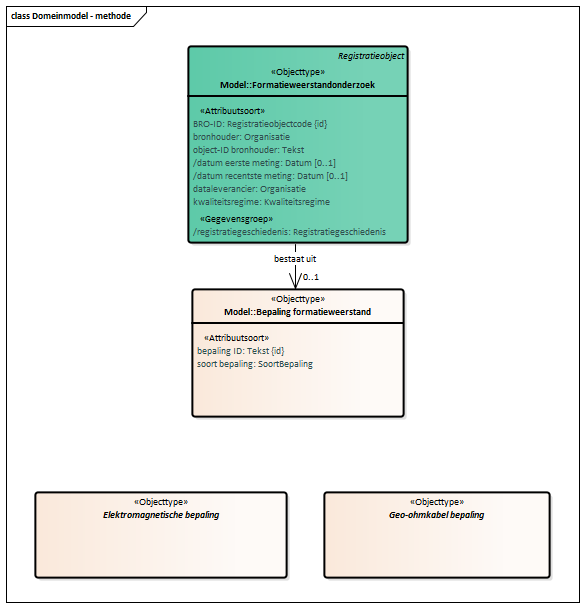 class Domeinmodel - methode
Registratieobject
«Objecttype»
Model::Formatieweerstandonderzoek
«Attribuutsoort»
BRO-ID: Registratieobjectcode {id}
bronhouder: Organisatie
object-ID bronhouder: Tekst
/datum eerste meting: Datum [0..1]
/datum recentste meting: Datum [0..1]
dataleverancier: Organisatie
kwaliteitsregime: Kwaliteitsregime
«Gegevensgroep»
/registratiegeschiedenis: Registratiegeschiedenis
bestaat uit
0..1
«Objecttype»
Model::Bepaling formatieweerstand
«Attribuutsoort»
bepaling ID: Tekst {id}
soort bepaling: SoortBepaling
«Objecttype»
Elektromagnetische bepaling
«Objecttype»
Geo-ohmkabel bepaling